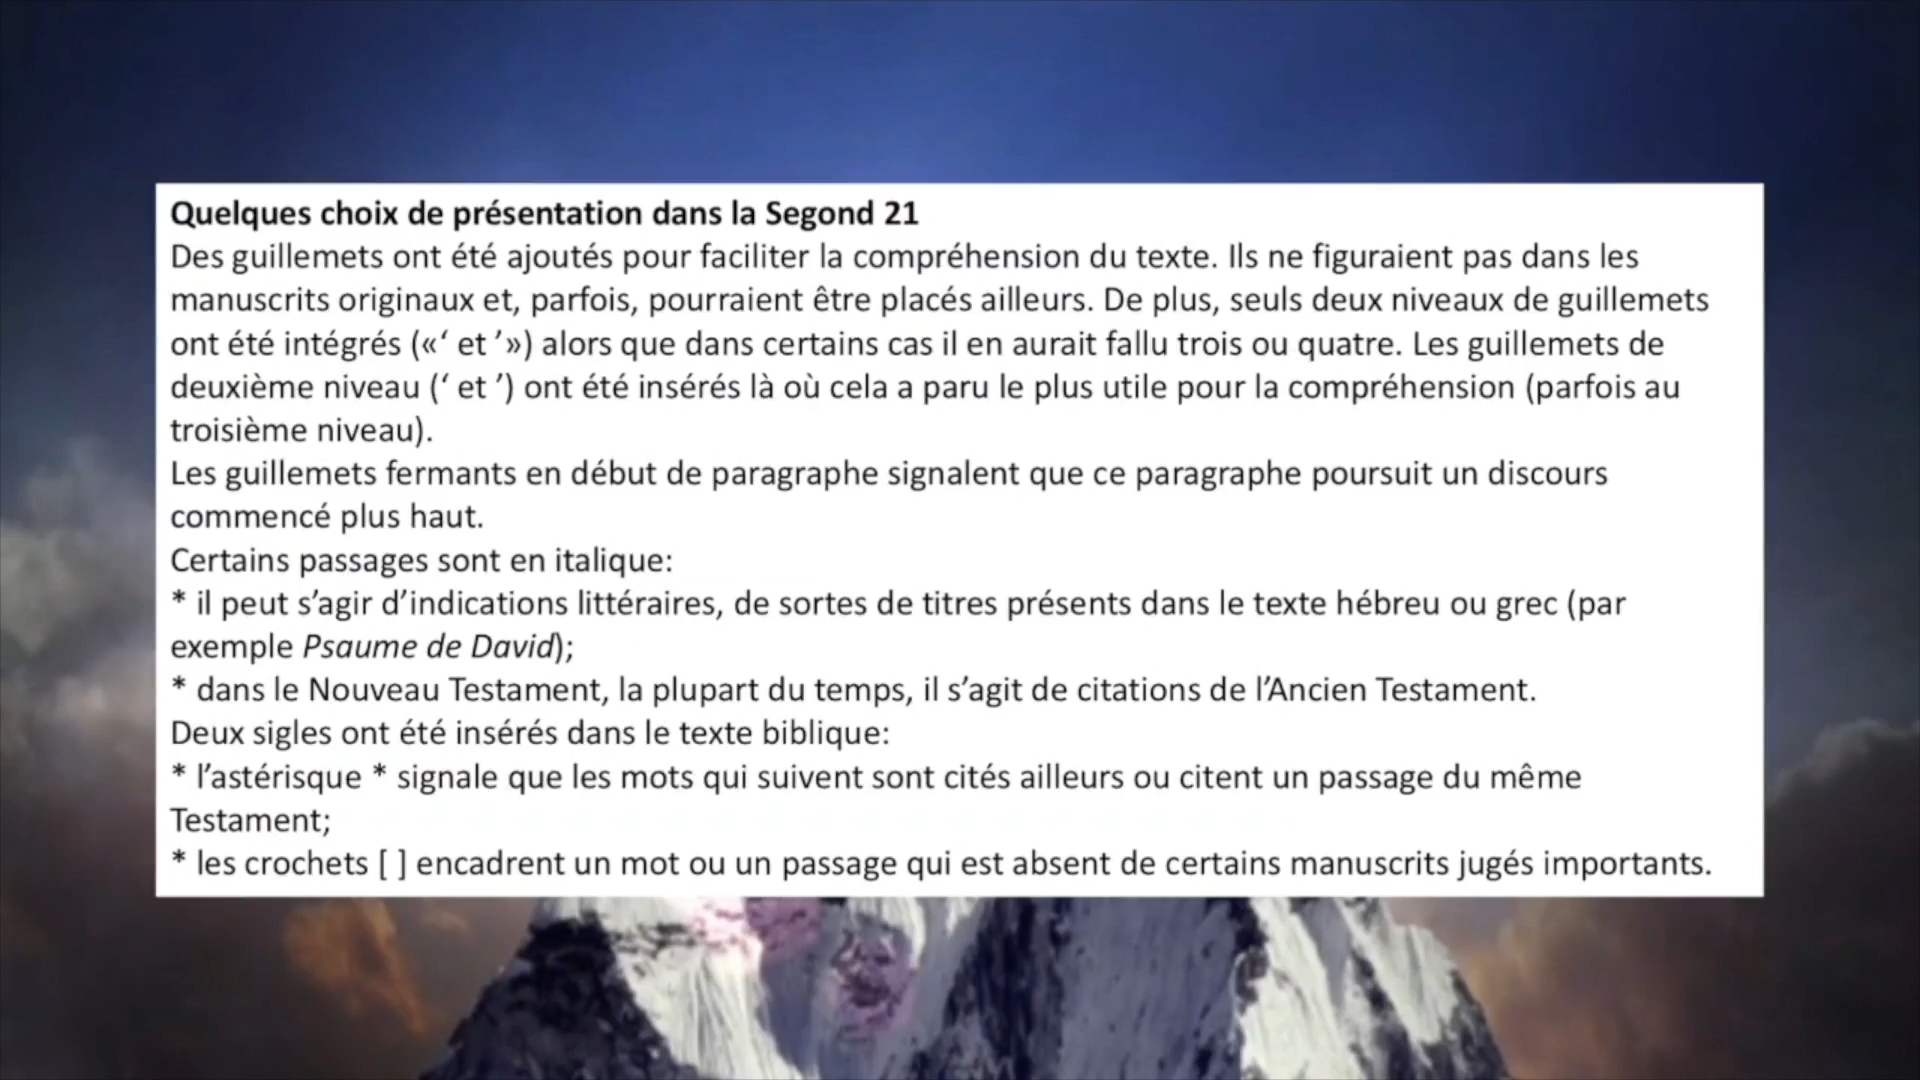 Quelques choix de présentation dans la Segond 21
Des guillemets ont été ajoutés pour faciliter la compréhension du texte. Ils ne figuraient pas dans les
manuscrits originaux et, parfois, pourraient être placés ailleurs. De plus, seuls deux niveaux de guillemets
ont été intégrés («‘ et ’») alors que dans certains cas il en aurait fallu trois ou quatre. Les guillemets de
deuxième niveau (‘ et ’) ont été insérés là où cela a paru le plus utile pour la compréhension (parfois au
troisième niveau).
Les guillemets fermants en début de paragraphe signalent que ce paragraphe poursuit un discours
commencé plus haut.
Certains passages sont en italique:
* il peut s’agir d’indications littéraires, de sortes de titres présents dans le texte hébreu ou grec (par
exemple Psaume de David);
* dans le Nouveau Testament, la plupart du temps, il s’agit de citations de l’Ancien Testament.
Deux sigles ont été insérés dans le texte biblique:
* l’astérisque * signale que les mots qui suivent sont cités ailleurs ou citent un passage du même
Testament;
* les crochets [ ] encadrent un mot ou un passage qui est absent de certains manuscrits jugés importants.